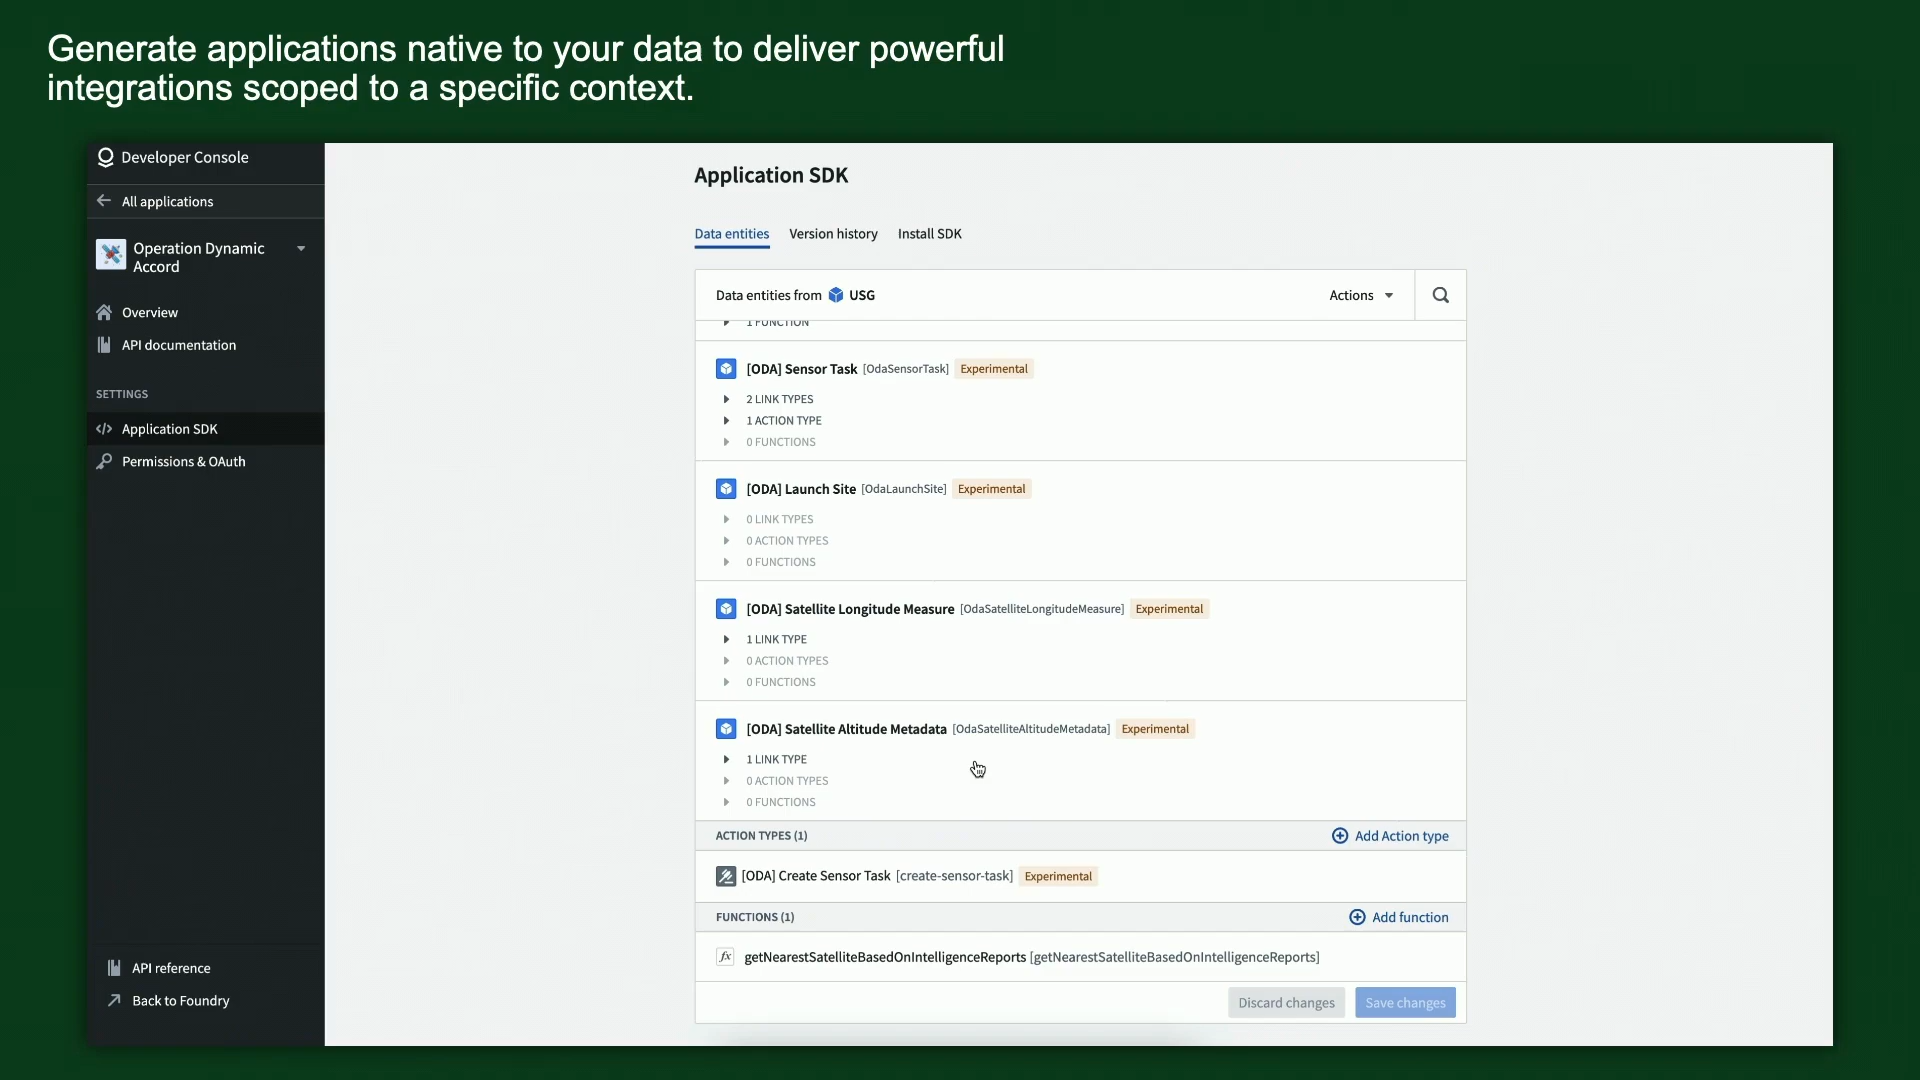 Generate applications native to your data to deliver powerful
integrations scoped to a specific context.
Developer Console
All applications
Operation Dynamic
Accord
Overview
API documentation
SETTINGS
Application SDK
Permissions & OAuth
API reference
Back to Foundry
Application SDK
Data entities Version history Install SDK
Data entities from USG Actions
1 FUNCTION
[ODA] Sensor Task [OdaSensorTask] Experimental
2 LINK TYPES
1 ACTION TYPE
0 FUNCTIONS
[ODA] Launch Site [OdaLaunchSite] Experimental
0 LINK TYPES
0 ACTION TYPES
0 FUNCTIONS
[ODA] Satellite Longitude Measure [OdaSatelliteLongitudeMeasure] Experimental
1 LINK TYPE
0 ACTION TYPES
0 FUNCTIONS
[ODA] Satellite Altitude Metadata [OdaSatelliteAltitudeMetadata] Experimental
1 LINK TYPE
0 ACTION TYPES
0 FUNCTIONS
ACTION TYPES (1) Add Action type
[ODA] Create Sensor Task [create-sensor-task] Experimental
FUNCTIONS (1) Add function
fx getNearestSatelliteBasedOnIntelligenceReports [getNearestSatelliteBasedOnIntelligenceReports]
Discard changes Save changes